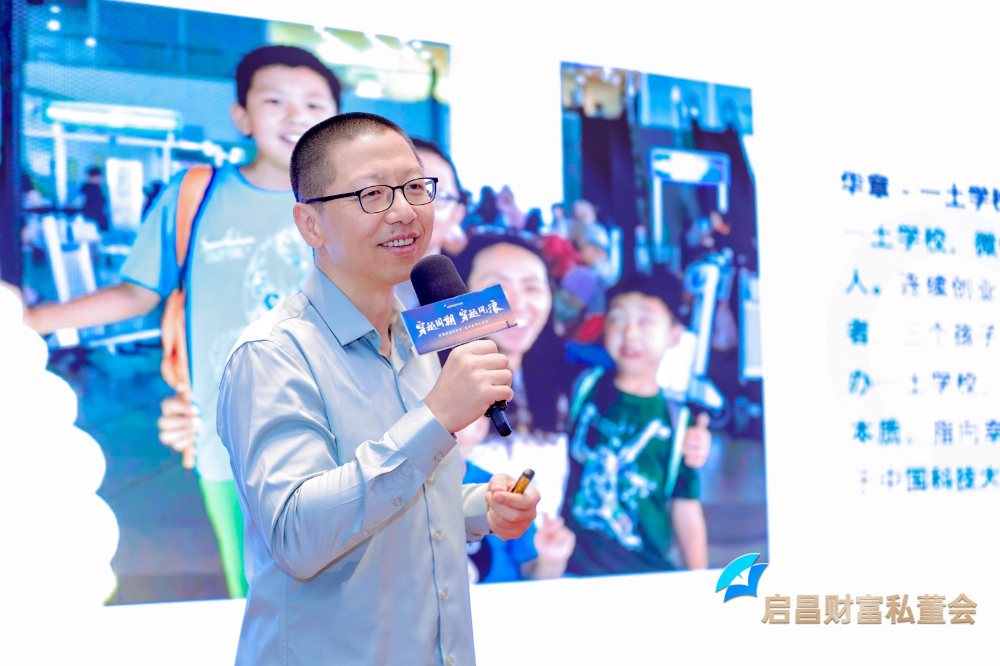 穿越周期 穿越风浪
华章 - 一土学校
一土学校，微
人。连续创业
者，三个孩子
办一土学校，
本质、指向幸
于中国科技大
启昌财富私董会